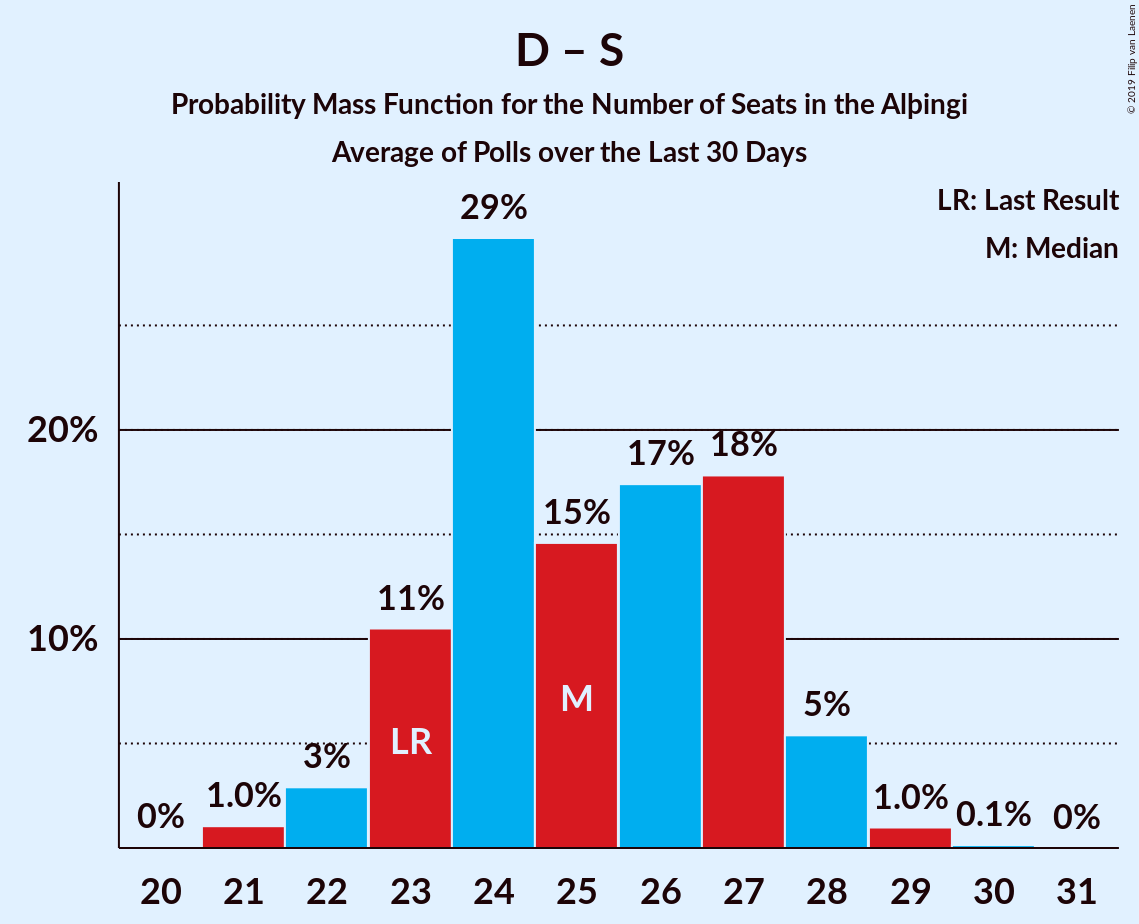 D – S
Probability Mass Function for the Number of Seats in the Alþingi
Average of Polls over the Last 30 Days
© 2019 Filip van Laenen
LR: Last Result
M: Median
20%
10%
0%
1.0%
3%
11%
29%
15%
17%
18%
5%
1.0%
0.1%
0%
LR
M
20 21 22 23 24 25 26 27 28 29 30 31